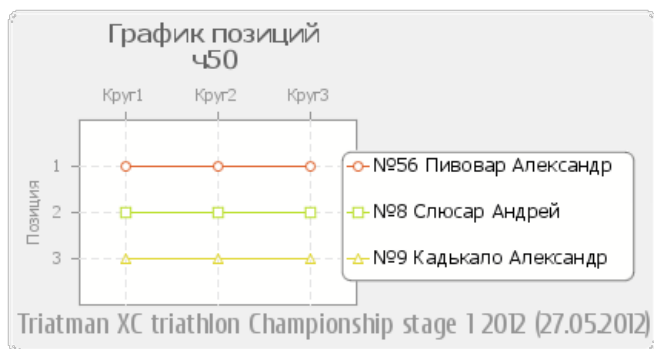 График позиций
ч50
Круг1 Круг2 Круг3
Позиция
1
2
3
№56 Пивовар Александр
№8 Слюсар Андрей
№9 Кадькало Александр
Triatman XC triathlon Championship stage 1 2012 (27.05.2012)